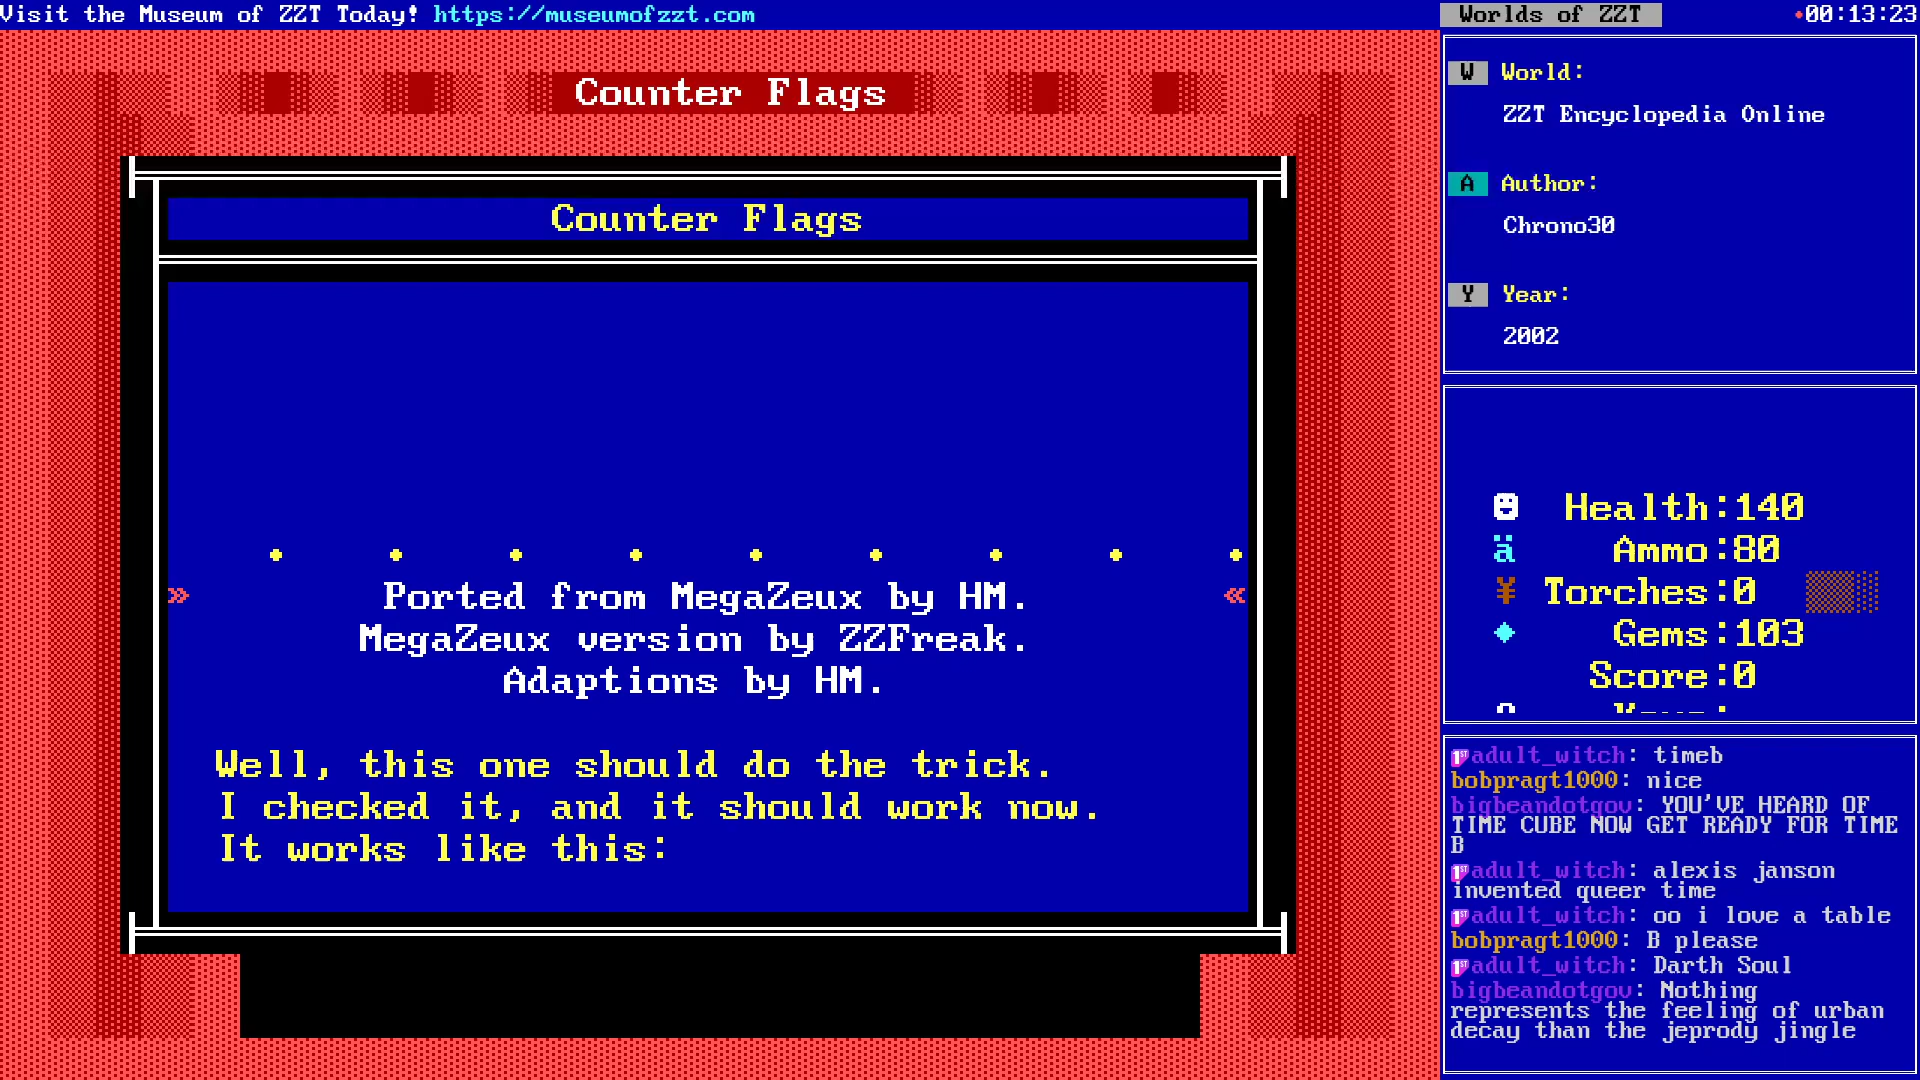 Visit the Museum of ZZT Today! https://museumofzzt.com
Worlds of ZZT
•00:13:23
Counter Flags
Counter Flags
Ported from MegaZeux by HM.
MegaZeux version by ZZFreak.
Adaptions by HM.
Well, this one should do the trick.
I checked it, and it should work now.
It works like this:
W World:
ZZT Encyclopedia Online
A Author:
Chrono30
Y Year:
2002
Health:140
ä Ammo:80
¥ Torches:0
Gems:103
Score:0
adult_witch: timeb
bobpragt1000: nice
bigbeandotgov: YOU'VE HEARD OF
TIME CUBE NOW GET READY FOR TIME
B
adult_witch: alexis janson
invented queer time
adult_witch: oo i love a table
bobpragt1000: B please
adult_witch: Darth Soul
bigbeandotgov: Nothing
represents the feeling of urban
decay than the jeprody jingle